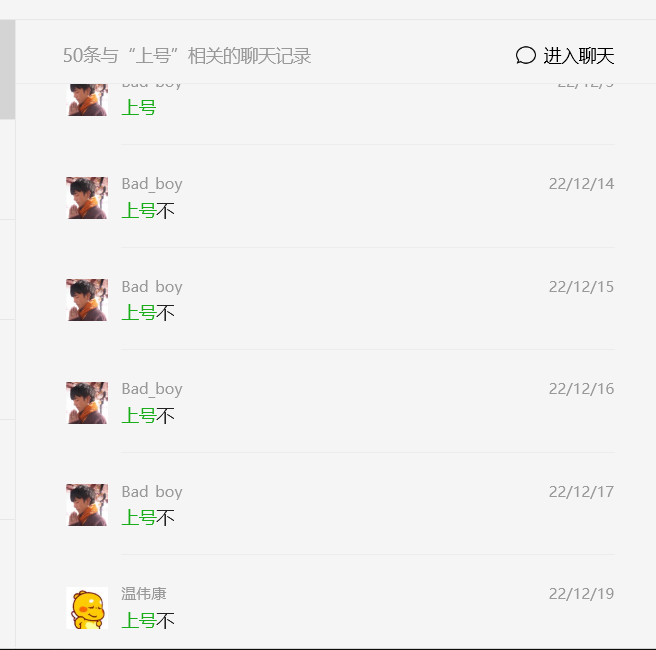 50条与“上号”相关的聊天记录
进入聊天
Bad_boy
上号
Bad_boy
22/12/14
上号不
Bad_boy
22/12/15
上号不
Bad_boy
22/12/16
上号不
Bad_boy
22/12/17
上号不
温伟康
22/12/19
上号不